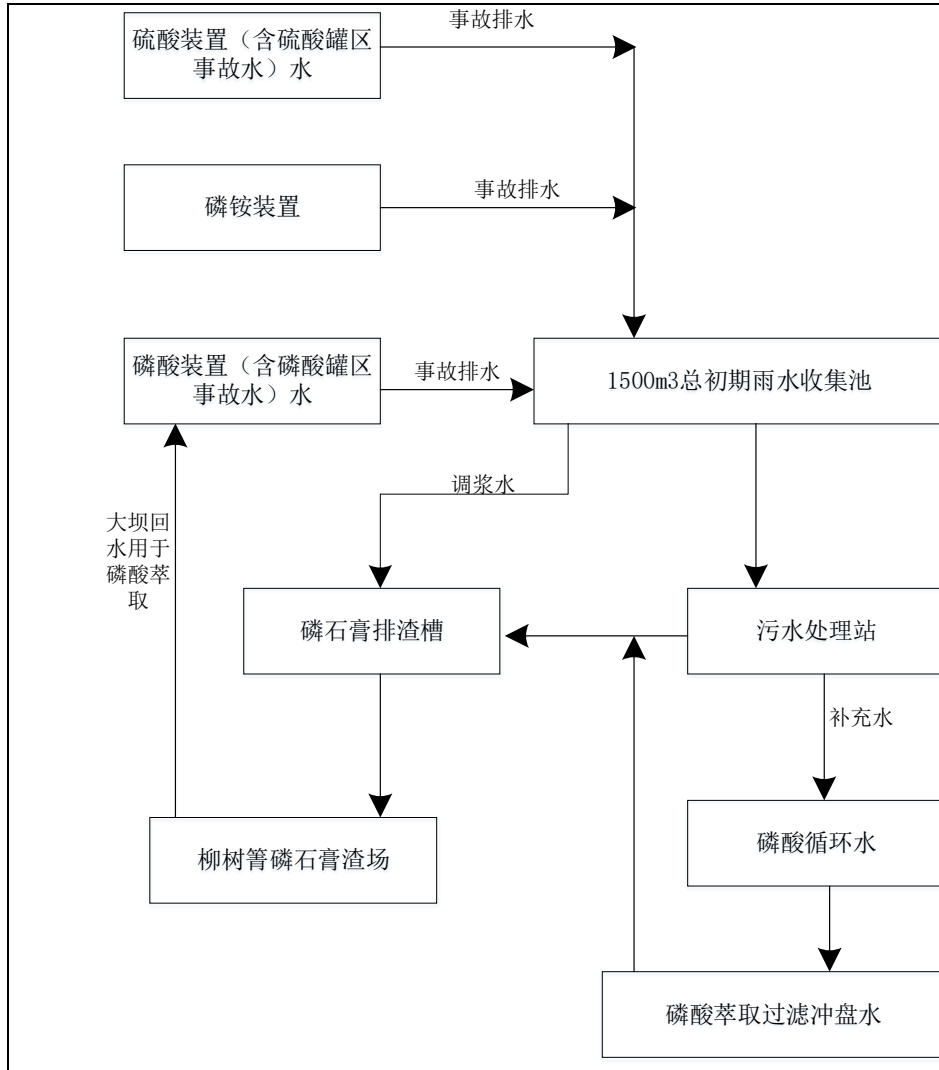 事故排水
硫酸装置（含硫酸罐区
事故水）水
事故排水
磷铵装置
磷酸装置（含磷酸罐区
事故水）水
事故排水
1500m3总初期雨水收集池
调浆水
大坝回
水用于
磷酸萃
取
磷石膏排渣槽
污水处理站
补充水
柳树箐磷石膏渣场
磷酸循环水
磷酸萃取过滤冲盘水